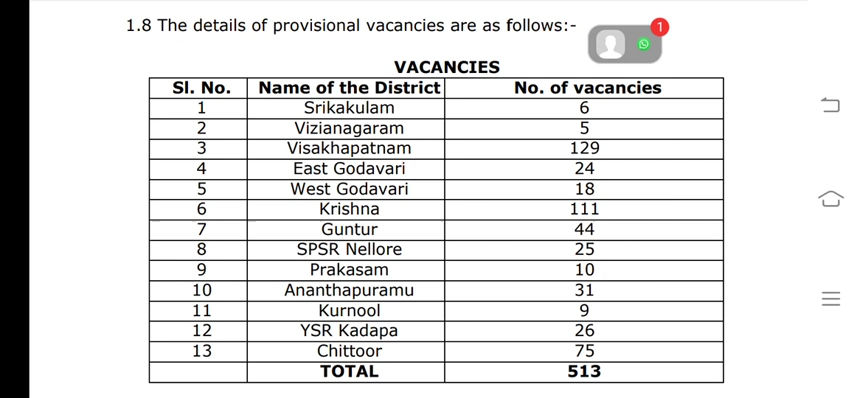 1.8 The details of provisional vacancies are as follows:-
1
VACANCIES
Sl. No. Name of the District No. of vacancies
1 Srikakulam 6
2 Vizianagaram 5
3 Visakhapatnam 129
4 East Godavari 24
5 West Godavari 18
6 Krishna 111
7 Guntur 44
8 SPSR Nellore 25
9 Prakasam 10
10 Ananthapuramu 31
11 Kurnool 9
12 YSR Kadapa 26
13 Chittoor 75
TOTAL 513